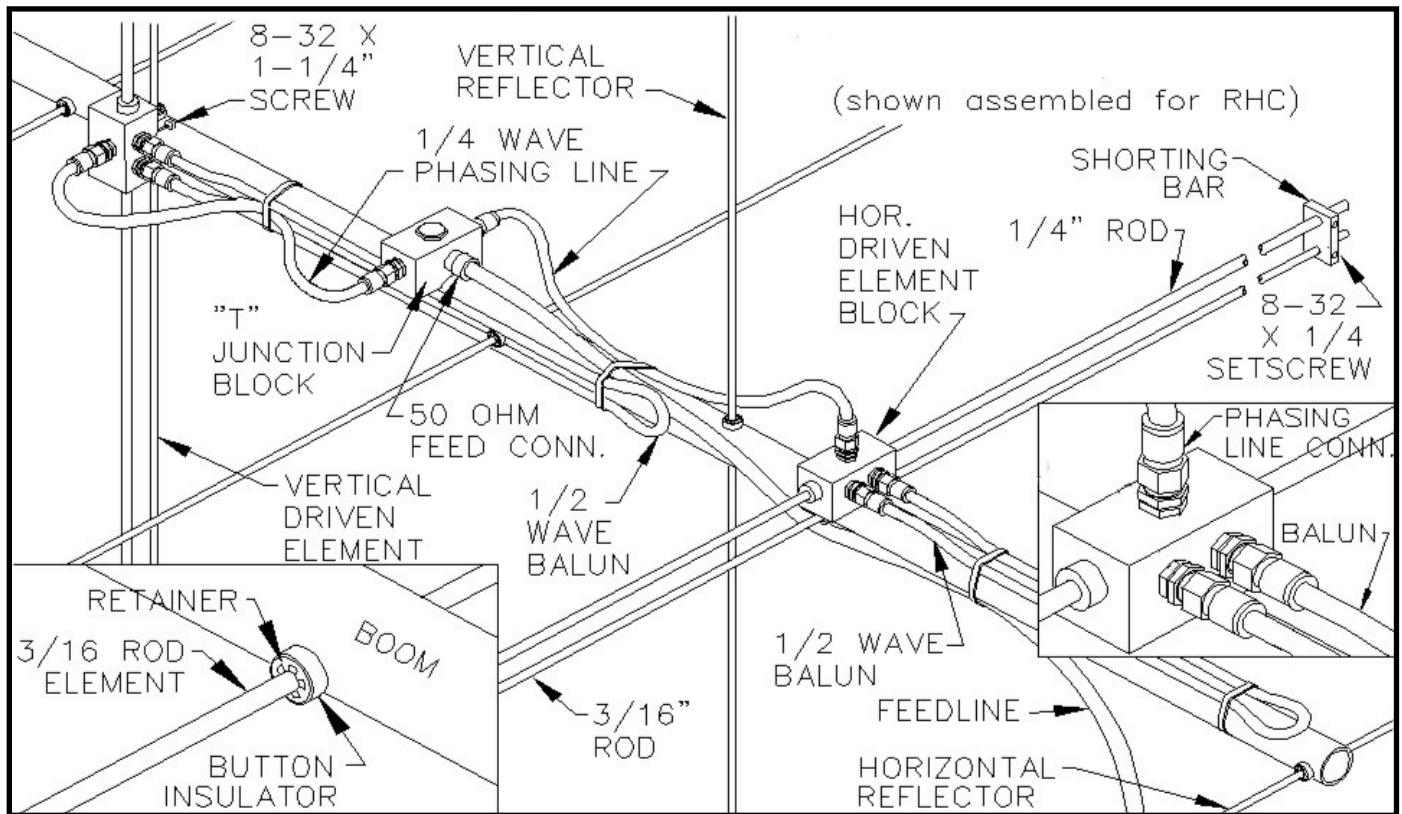 8-32 X
1-1/4"
SCREW
VERTICAL
REFLECTOR
(shown assembled for RHC)
1/4 WAVE
PHASING LINE
SHORTING
BAR
HOR.
DRIVEN
ELEMENT
BLOCK
1/4" ROD
"T"
JUNCTION
BLOCK
8-32
X 1/4
SETSCREW
50 OHM
FEED CONN.
PHASING
LINE CONN.
VERTICAL
DRIVEN
ELEMENT
1/2
WAVE
BALUN
BALUN
RETAINER
BOOM
3/16 ROD
ELEMENT
1/2 WAVE
BALUN
3/16"
ROD
FEEDLINE
BUTTON
INSULATOR
HORIZONTAL
REFLECTOR